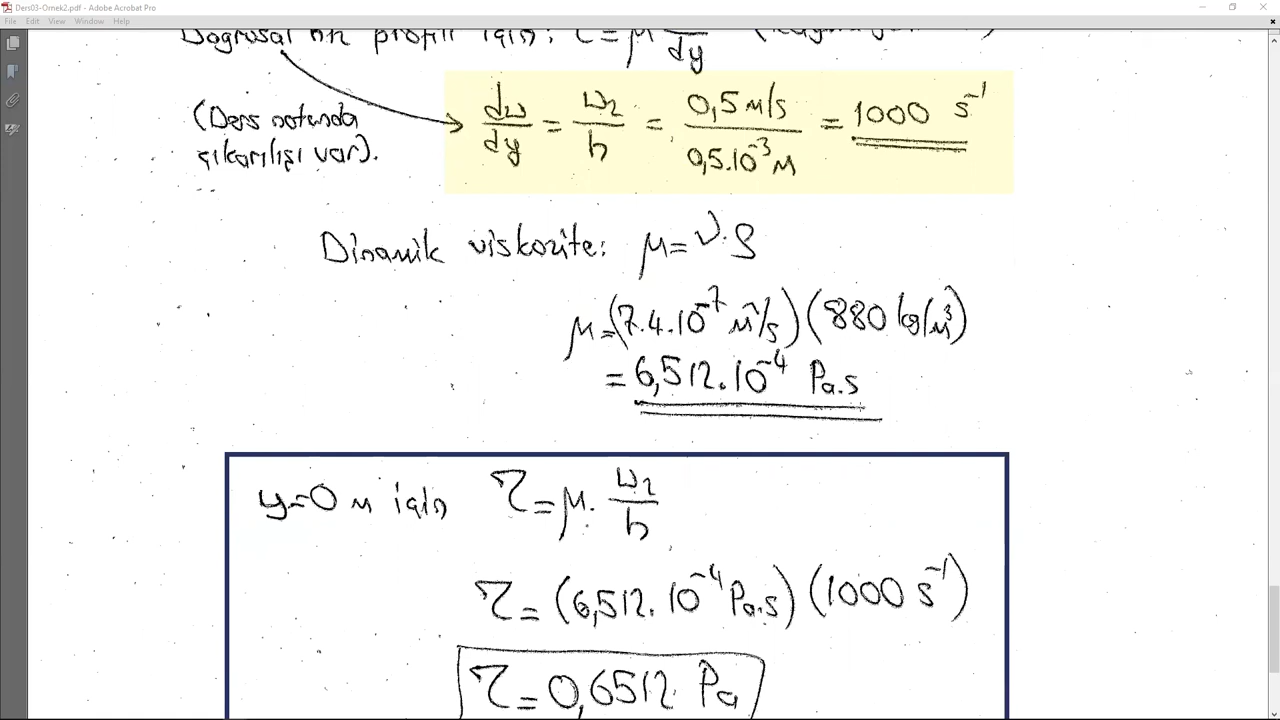 Ders03-Ornek2.pdf - Adobe Acrobat Pro
File Edit View Window Help
Doğrusal hız profili için: τ = μ dw/dy
(Ders notunda
çıkarılışı var).
dw/dy = w₂/h = 0,5 m/s / 0,5.10⁻³ m = 1000 s⁻¹
Dinamik viskozite: μ = ν.ρ
μ = (7.4.10⁻⁷ m²/s) (880 kg/m³)
= 6,512.10⁻⁴ Pa.s
y=0 m için τ = μ. w₂/h
τ = (6,512.10⁻⁴ Pa.s) (1000 s⁻¹)
τ = 0,6512 Pa